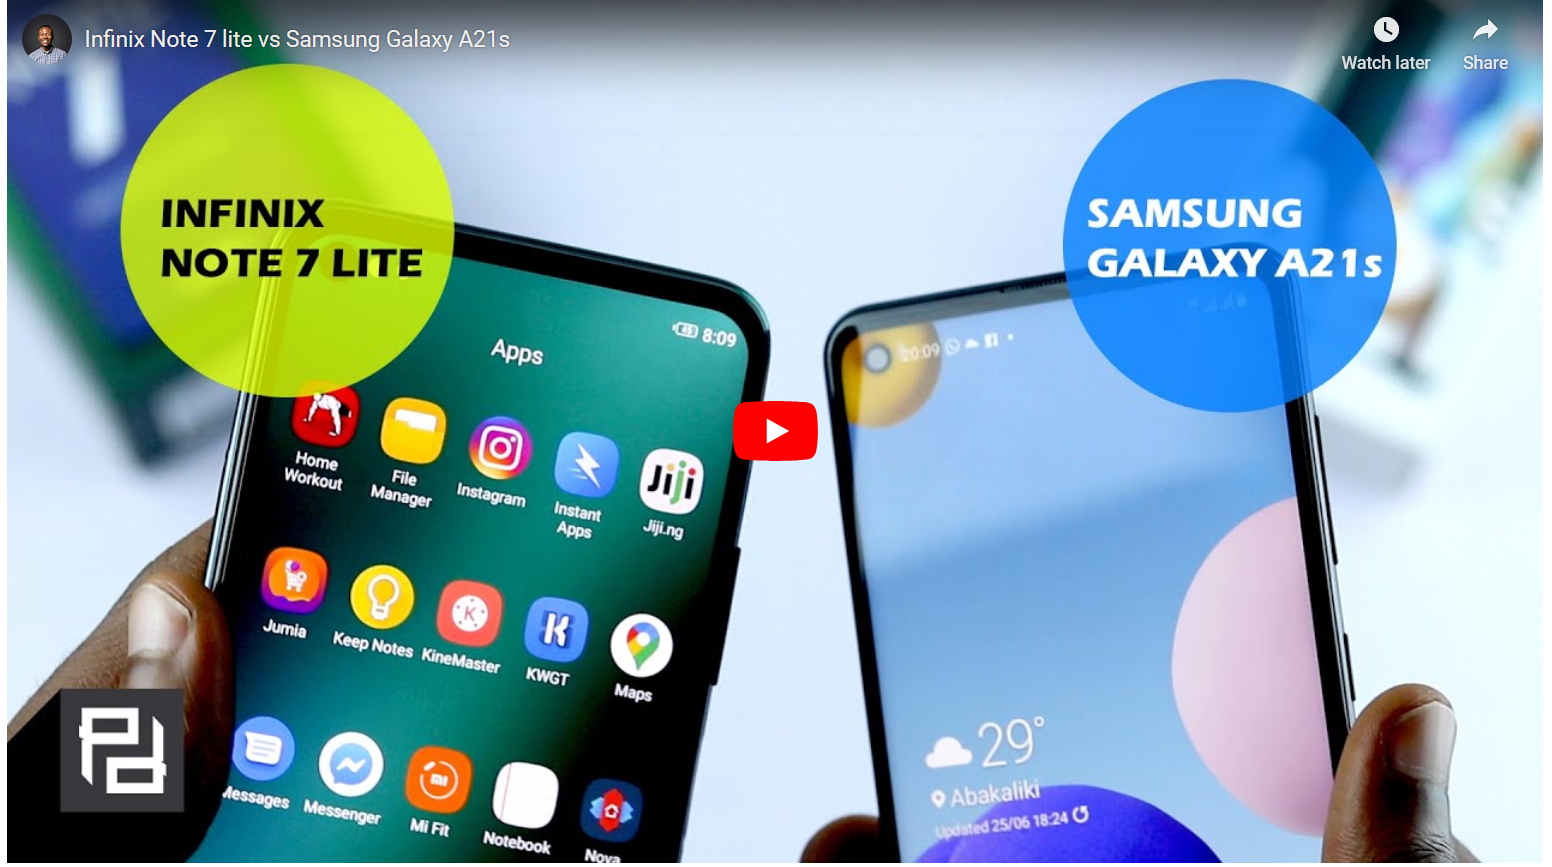 Infinix Note 7 lite vs Samsung Galaxy A21s
Watch later
Share
INFINIX
NOTE 7 LITE
SAMSUNG
GALAXY A21s
45
8:09
Apps
20:09
Home
Workout
File
Manager
Instagram
Instant
Apps
Jiji
Jiji.ng
Jumia
Keep Notes
K
KineMaster
KWGT
Maps
Messages
Messenger
Mi Fit
Notebook
Nova
29°
Abakaliki
Updated 25/06 18:24